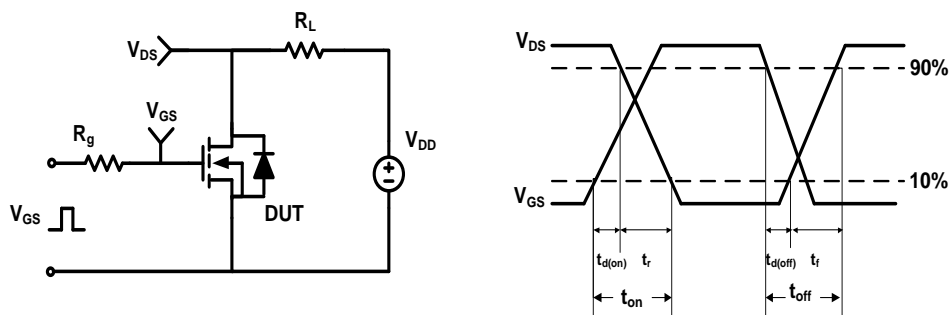 R_L
V_DS
V_GS
R_g
V_DD
V_GS
DUT
V_DS
90%
10%
V_GS
t_d(on) t_r
t_d(off) t_f
t_on
t_off